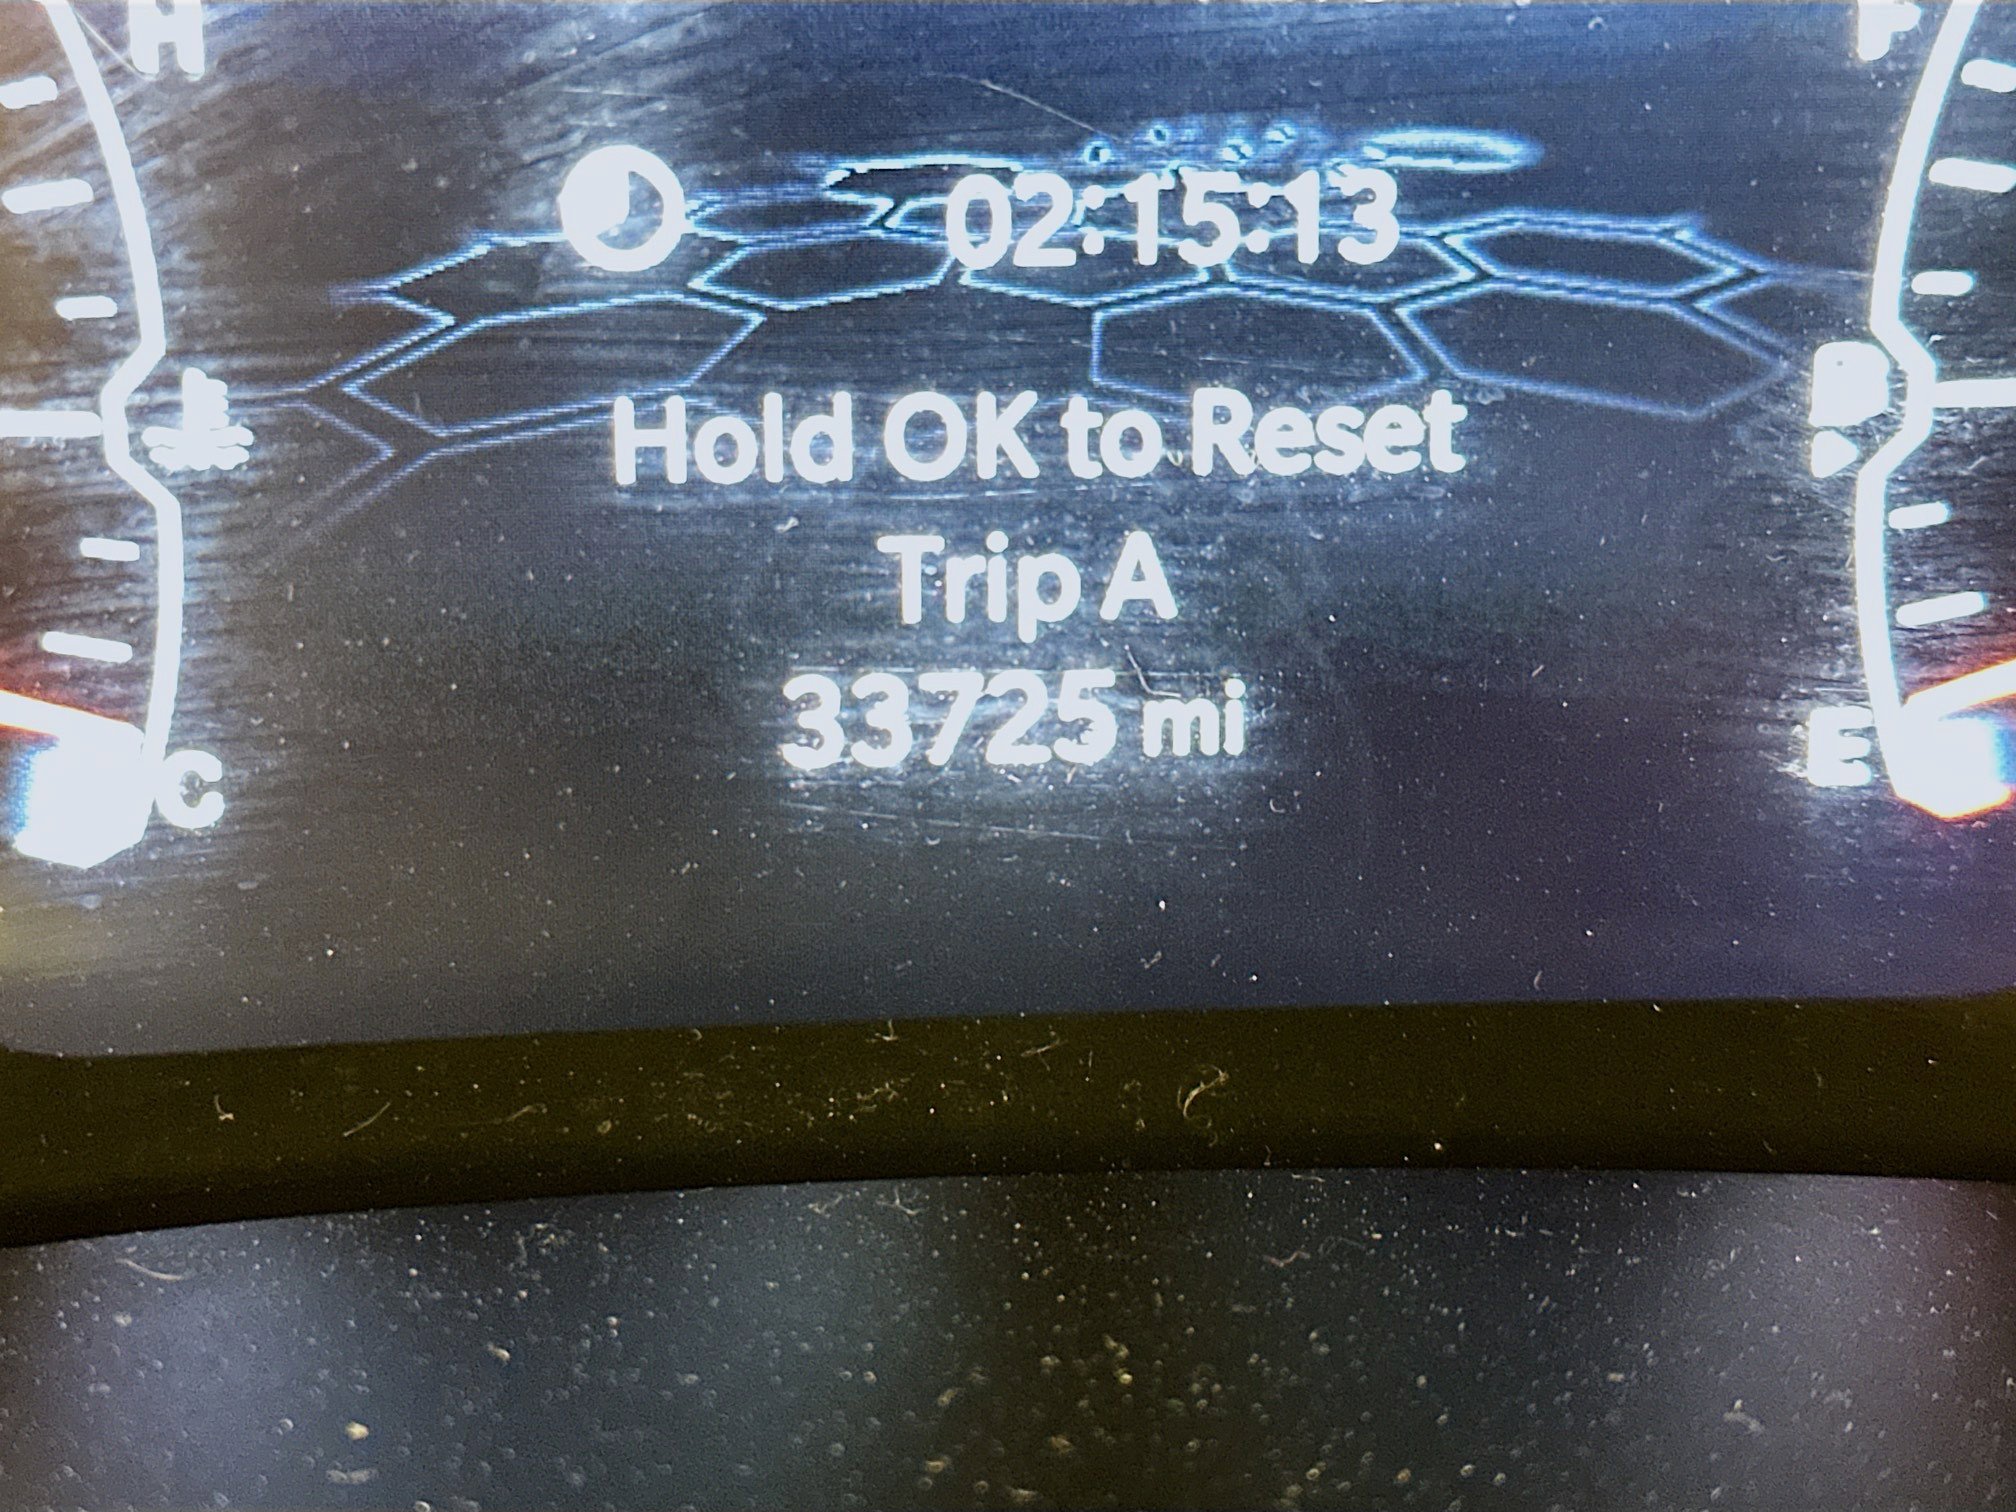 H
F
02:15:13
Hold OK to Reset
Trip A
33725 mi
C
E